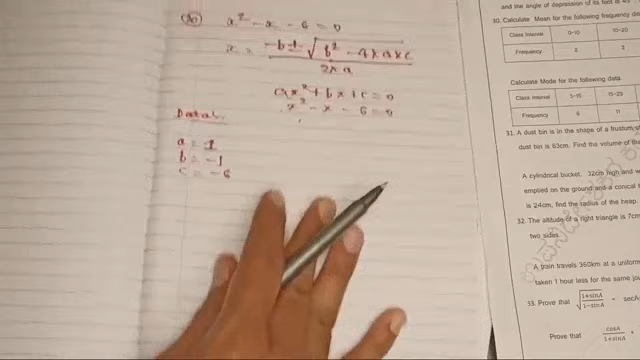 x² - x - 6 = 0
x = -b ± √b² - 4×a×c
2×a
ax² + bx + c = 0
x² - x - 6 = 0
Data:
a = 1
b = -1
c = -6
and the angle of depression of its foot is 45
30. Calculate Mean for the following frequency
Class Interval 0-10 10-20
Frequency
Calculate Mode for the following data.
Class Interval 5-15 15-25
Frequency 6 11
31. A dust bin is in the shape of a frustum
dust bin is 63cm. Find the volume of the
A cylindrical bucket, 32cm high and
emptied on the ground and a conical
is 24cm, find the radius of the heap.
32. The altitude of a right triangle is 7cm
two sides.
A train travels 360km at a uniform
taken 1 hour less for the same
33. Prove that √1+sinA/1-sinA = secA
Prove that cosA/1+sinA +